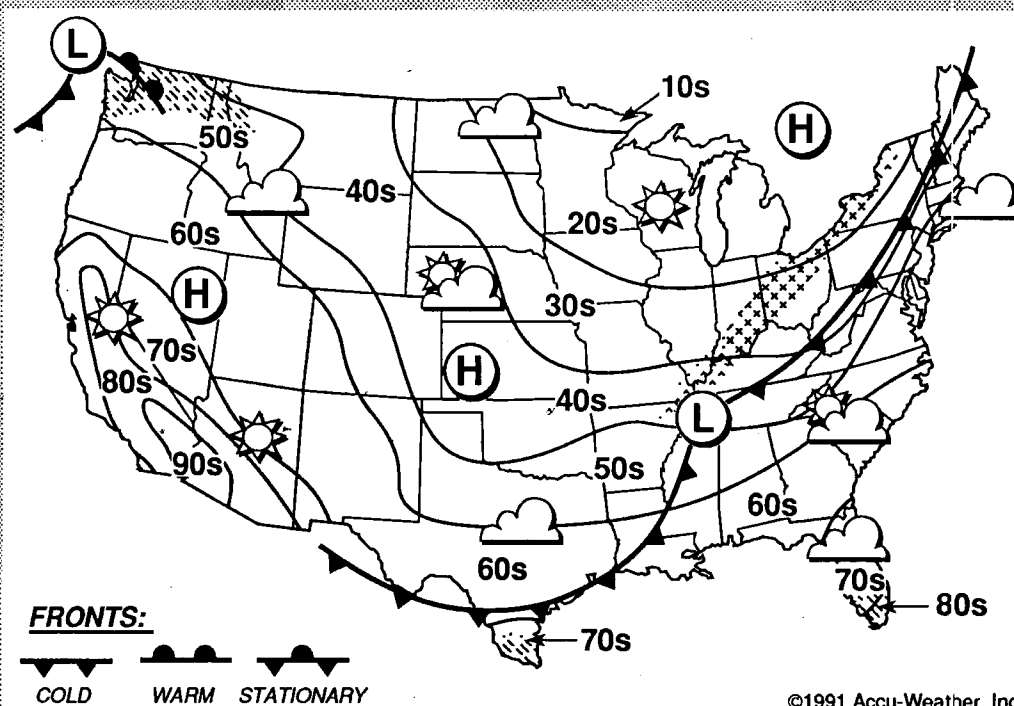 L
10s
H
50s
40s
60s
20s
H
30s
70s
H
80s
40s
L
90s
50s
60s
60s
70s
80s
70s
FRONTS:
COLD WARM STATIONARY
©1991 Accu-Weather, Inc